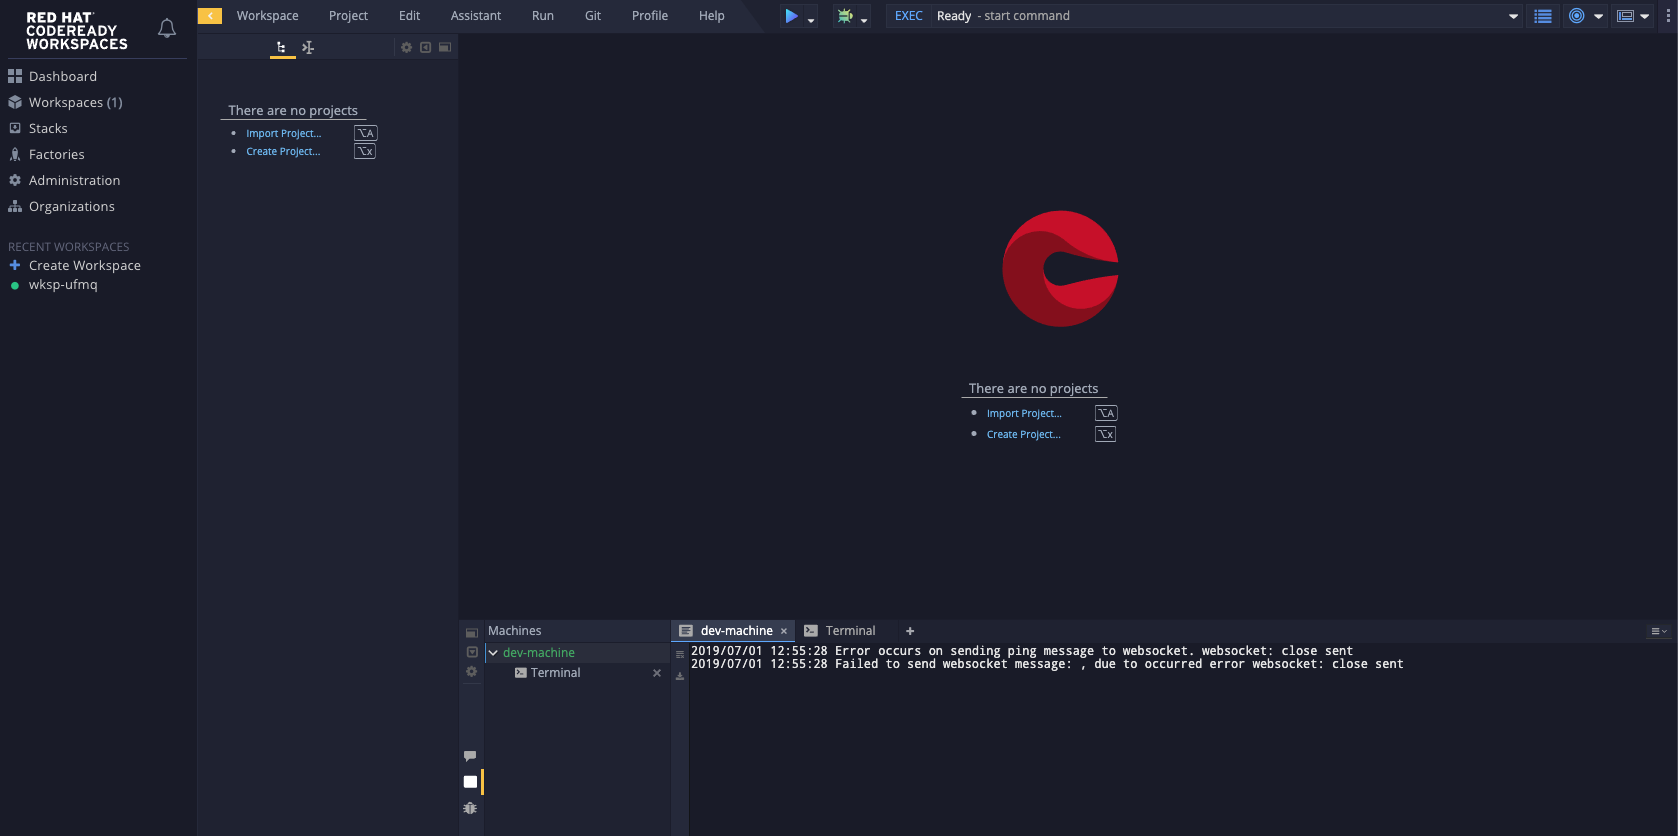 RED HAT
CODEREADY
WORKSPACES
Dashboard
Workspaces (1)
Stacks
Factories
Administration
Organizations
RECENT WORKSPACES
Create Workspace
wksp-ufmq
Workspace Project Edit Assistant Run Git Profile Help
EXEC Ready - start command
There are no projects
Import Project... ⌥A
Create Project... ⌥x
There are no projects
Import Project... ⌥A
Create Project... ⌥x
Machines
dev-machine
Terminal
dev-machine × Terminal +
2019/07/01 12:55:28 Error occurs on sending ping message to websocket. websocket: close sent
2019/07/01 12:55:28 Failed to send websocket message: , due to occurred error websocket: close sent